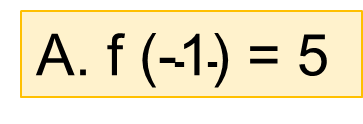 A. f (--1-) = 5